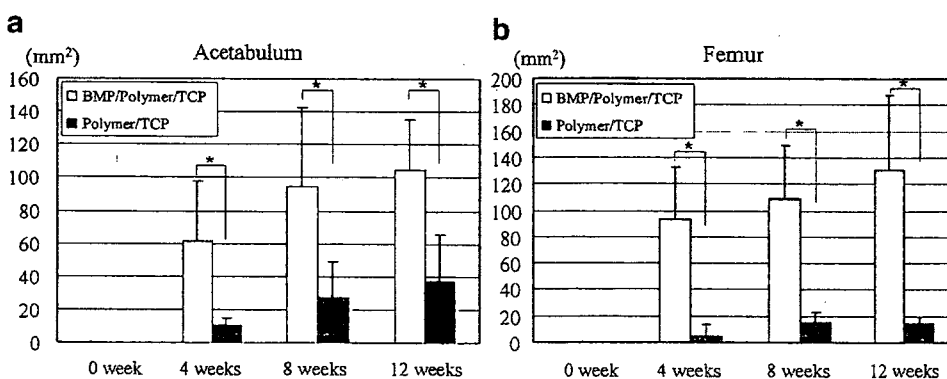 a
(mm²)
Acetabulum
160
140
120
100
80
60
40
20
0
BMP/Polymer/TCP
Polymer/TCP
*
*
*
0 week
4 weeks
8 weeks
12 weeks
b
(mm²)
Femur
200
180
160
140
120
100
80
60
40
20
0
BMP/Polymer/TCP
Polymer/TCP
*
*
*
0 week
4 weeks
8 weeks
12 weeks